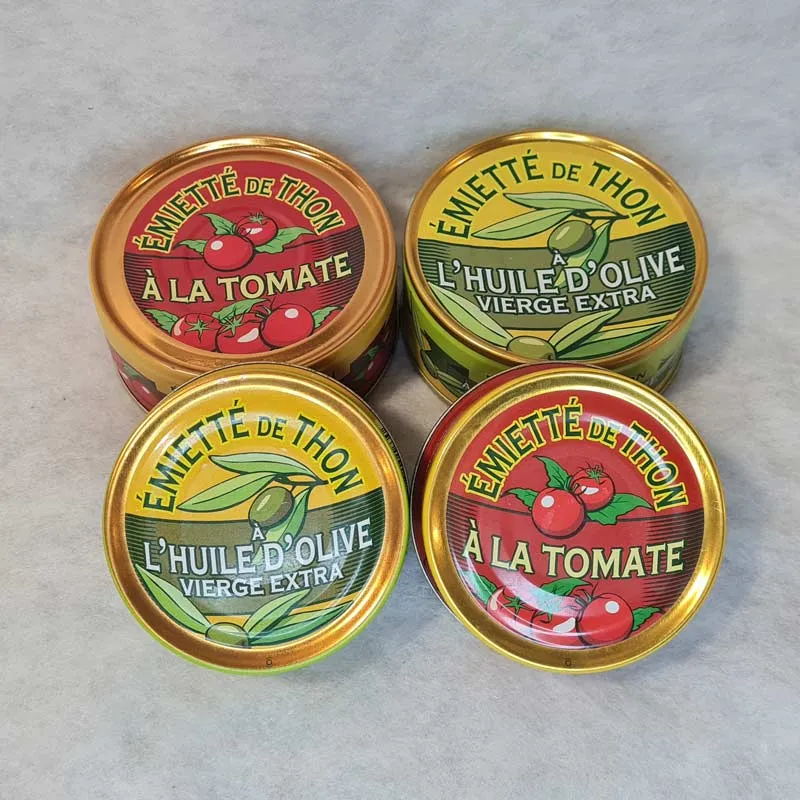 ÉMIETTÉ DE THON
À LA TOMATE
ÉMIETTÉ DE THON
À
L'HUILE D'OLIVE
VIERGE EXTRA
ÉMIETTÉ DE THON
À
L'HUILE D'OLIVE
VIERGE EXTRA
ÉMIETTÉ DE THON
À LA TOMATE